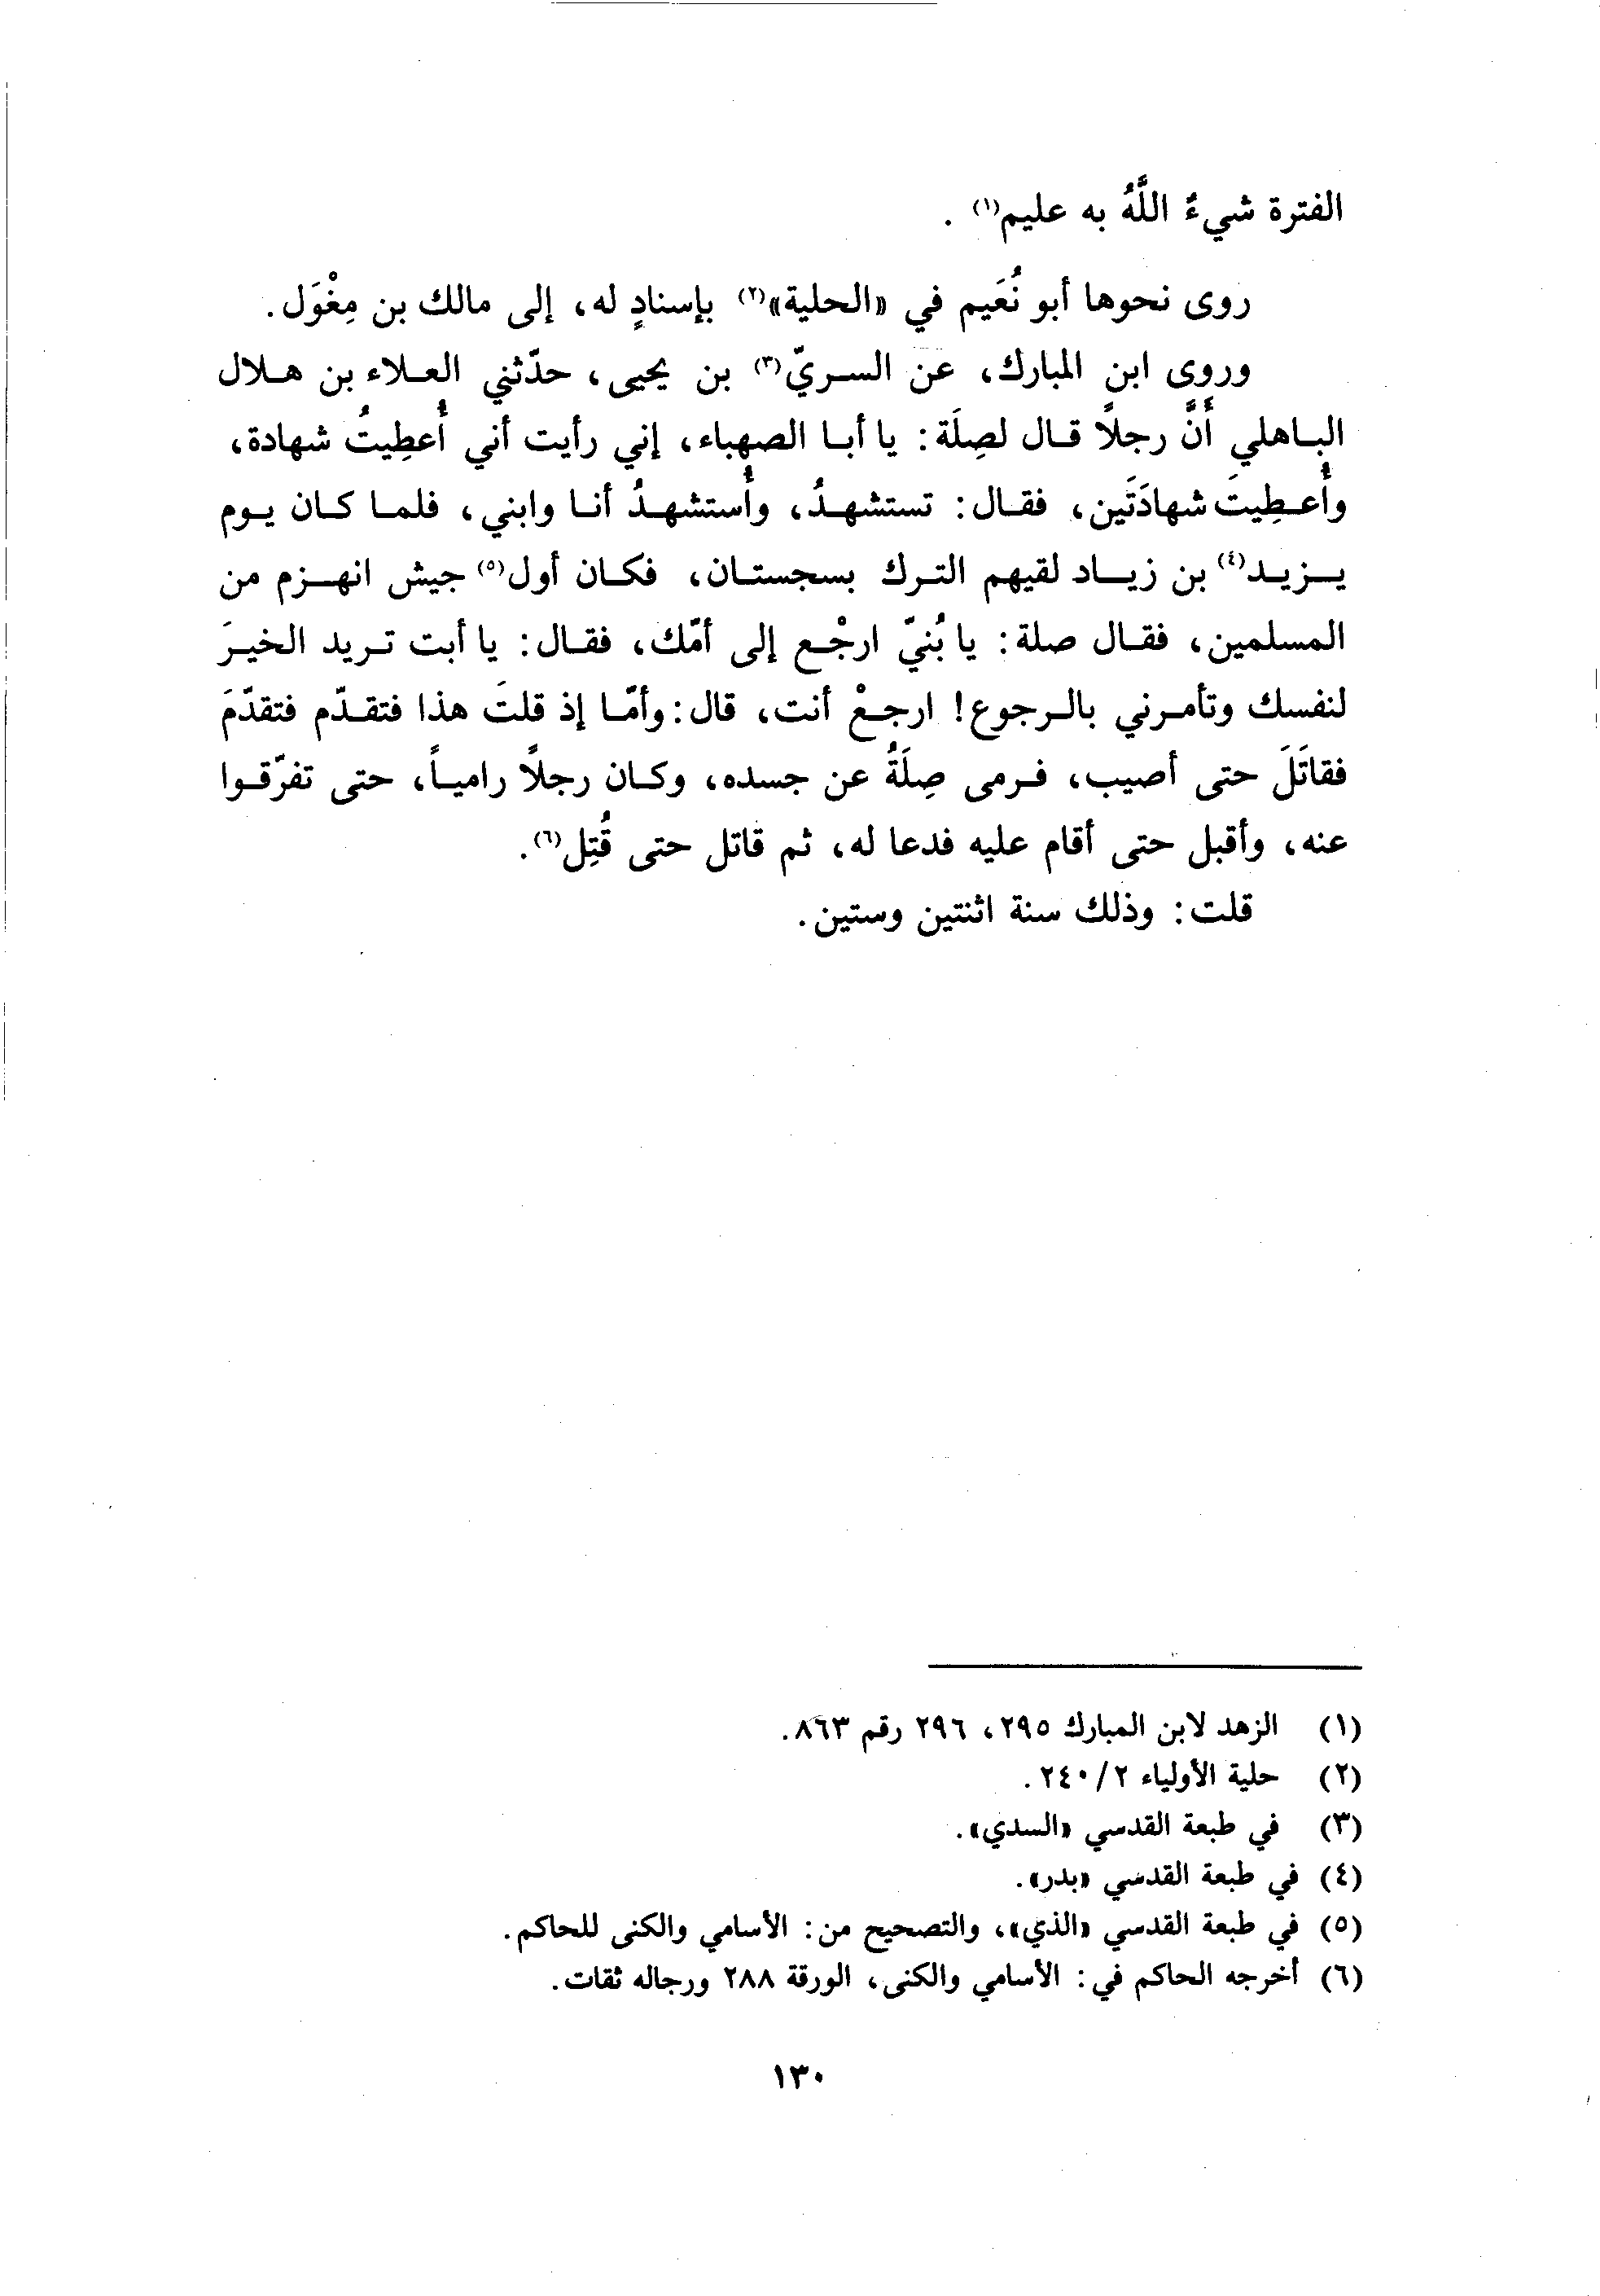 الفترة شيءٌ اللَّهُ به عليم(١) .
روى نحوها أبو نُعَيم في «الحلية»(٢) بإسنادٍ له، إلى مالك بن مِغْوَل.
وروى ابن المبارك، عن السريّ(٣) بن يحيى، حدّثني العلاء بن هلال
الباهلي أَنَّ رجلاً قال لصِلَة: يا أبا الصهباء، إني رأيت أني أُعطِيتُ شهادة،
وأُعطِيتَ شهادَتَين، فقال: تستشهدُ، وأُستشهدُ أنا وابني، فلما كان يوم
يزيد(٤) بن زياد لقيهم الترك بسجستان، فكان أول(٥) جيش انهزم من
المسلمين، فقال صلة: يا بُنيّ ارجْع إلى أمّك، فقال: يا أبت تريد الخيرَ
لنفسك وتأمرني بالرجوع! ارجعْ أنت، قال: وأمّا إذ قلتَ هذا فتقدّم فتقدّمَ
فقاتَلَ حتى أصيب، فرمى صِلَةُ عن جسده، وكان رجلاً رامياً، حتى تفرّقوا
عنه، وأقبل حتى أقام عليه فدعا له، ثم قاتل حتى قُتِل(٦).
قلت: وذلك سنة اثنتين وستين.
(١) الزهد لابن المبارك ٢٩٥، ٢٩٦ رقم ٨٦٣.
(٢) حلية الأولياء ٢/ ٢٤٠.
(٣) في طبعة القدسي «السدي».
(٤) في طبعة القدسي «بدر».
(٥) في طبعة القدسي «الذي»، والتصحيح من: الأسامي والكنى للحاكم.
(٦) أخرجه الحاكم في: الأسامي والكنى، الورقة ٢٨٨ ورجاله ثقات.
١٣٠